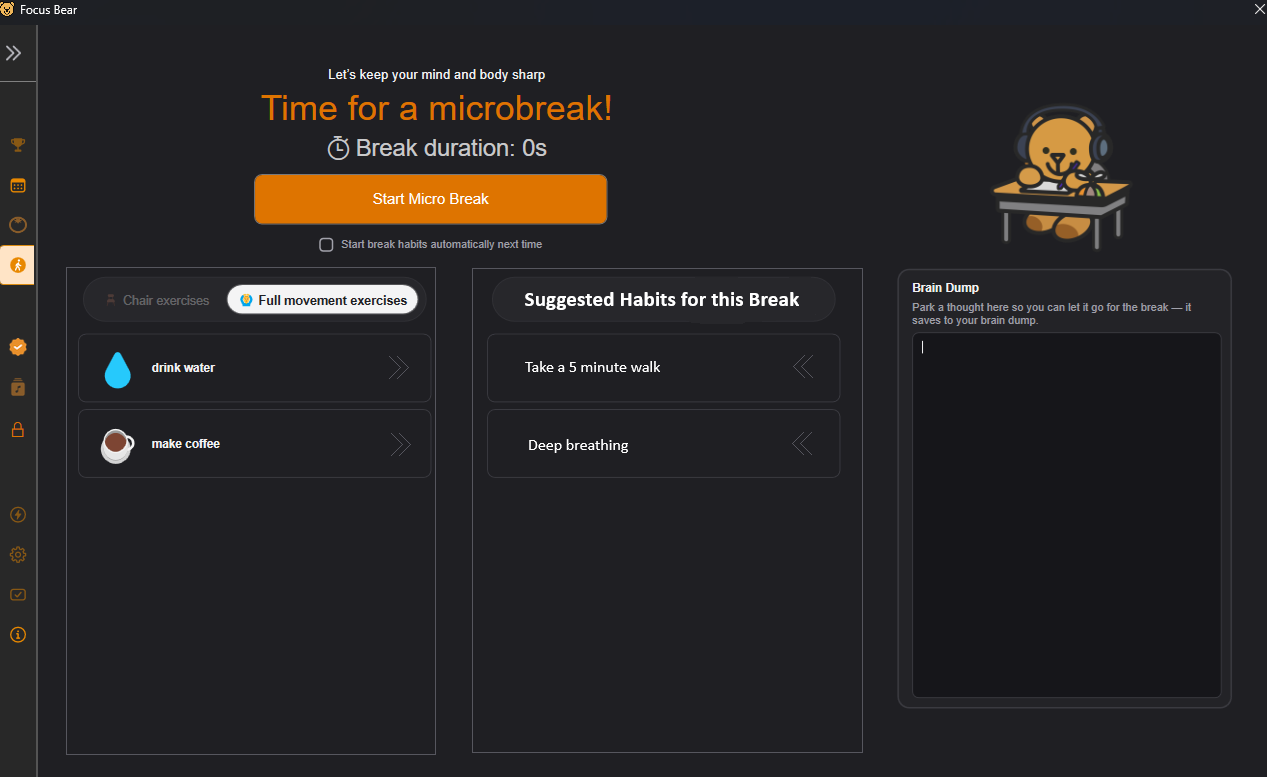 Focus Bear
Let's keep your mind and body sharp
Time for a microbreak!
Break duration: 0s
Start Micro Break
Start break habits automatically next time
Chair exercises
Full movement exercises
drink water
make coffee
Suggested Habits for this Break
Take a 5 minute walk
Deep breathing
Brain Dump
Park a thought here so you can let it go for the break — it
saves to your brain dump.